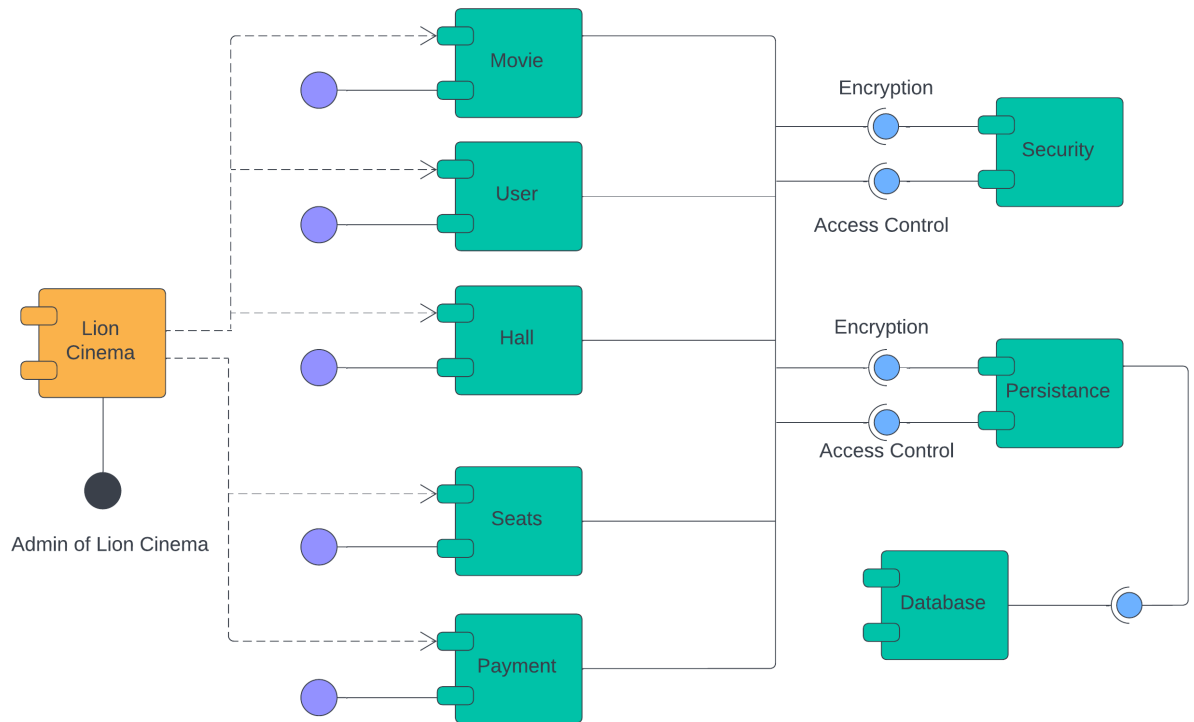 Movie
Encryption
Security
User
Access Control
Lion
Cinema
Hall
Encryption
Persistance
Access Control
Seats
Admin of Lion Cinema
Database
Payment